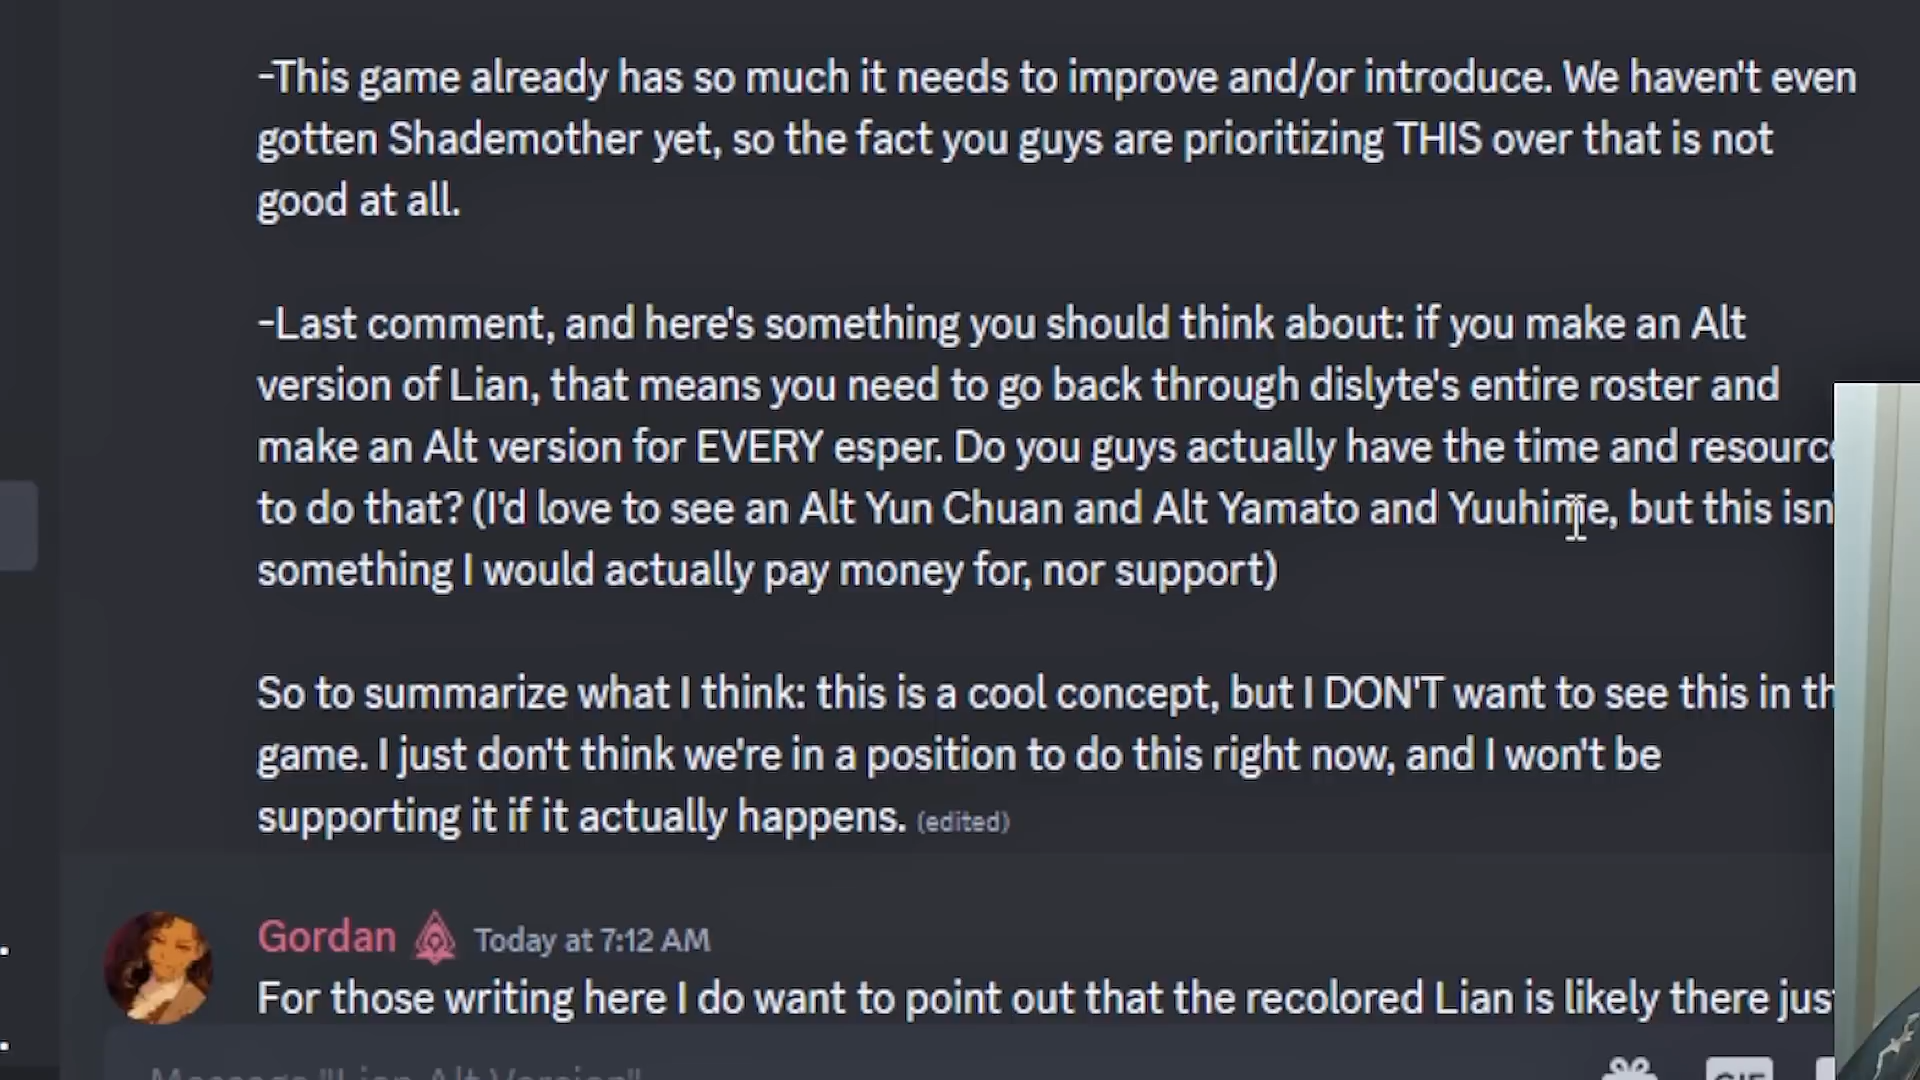 -This game already has so much it needs to improve and/or introduce. We haven't even
gotten Shademother yet, so the fact you guys are prioritizing THIS over that is not
good at all.
-Last comment, and here's something you should think about: if you make an Alt
version of Lian, that means you need to go back through dislyte's entire roster and
make an Alt version for EVERY esper. Do you guys actually have the time and resourc
to do that? (I'd love to see an Alt Yun Chuan and Alt Yamato and Yuuhime, but this isn'
something I would actually pay money for, nor support)
So to summarize what I think: this is a cool concept, but I DON'T want to see this in th
game. I just don't think we're in a position to do this right now, and I won't be
supporting it if it actually happens. (edited)
Gordan Today at 7:12 AM
For those writing here I do want to point out that the recolored Lian is likely there jus
Message "Lian Alt Version"
GIF